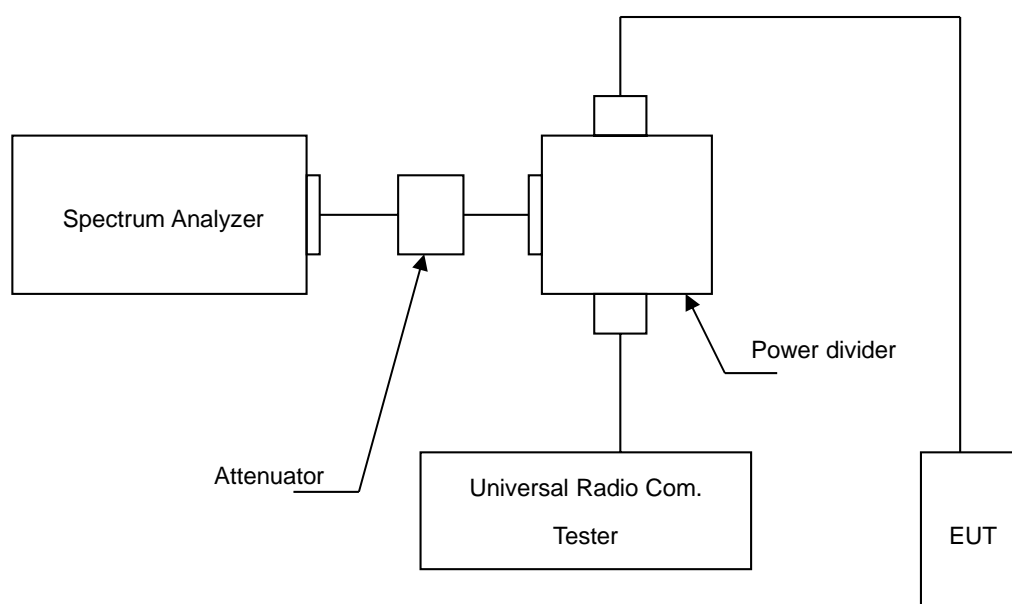 Spectrum Analyzer
Power divider
Attenuator
Universal Radio Com.
Tester
EUT